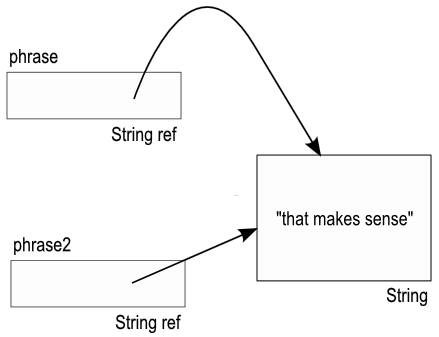 phrase
String ref
"that makes sense"
phrase2
String
String ref